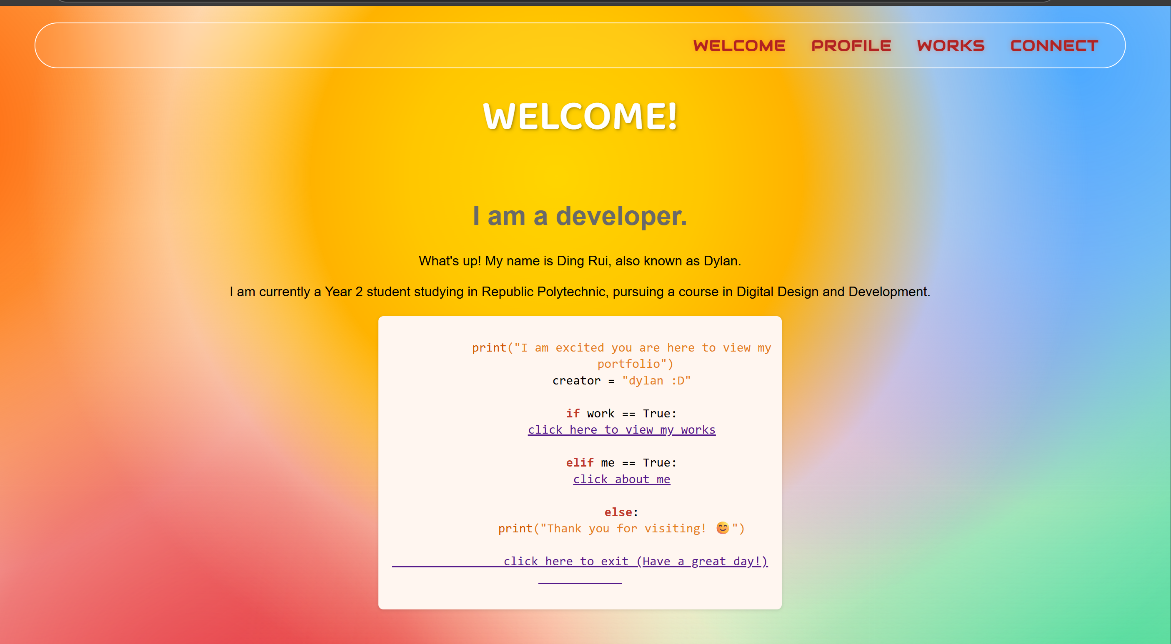 WELCOME PROFILE WORKS CONNECT
WELCOME!
I am a developer.
What's up! My name is Ding Rui, also known as Dylan.
I am currently a Year 2 student studying in Republic Polytechnic, pursuing a course in Digital Design and Development.
print("I am excited you are here to view my
portfolio")
creator = "dylan :D"
if work == True:
click here to view my works
elif me == True:
click about me
else:
print("Thank you for visiting! 😊")
click here to exit (Have a great day!)